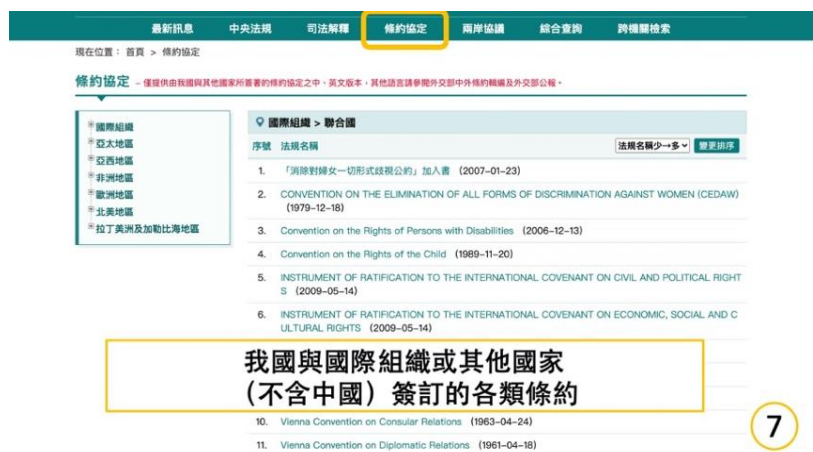 最新訊息 中央法規 司法解釋 條約協定 兩岸協議 綜合查詢 跨機關檢索
現在位置： 首頁 > 條約協定
條約協定 – 僅提供由我國與其他國家所簽署的條約協定之中、英文版本，其他語言請參閱外交部中外條約輯編及外交部公報。
國際組織
亞太地區
亞西地區
非洲地區
歐洲地區
北美地區
拉丁美洲及加勒比海地區
國際組織 > 聯合國
序號 法規名稱 法規名稱少→多 變更排序
1. 「消除對婦女一切形式歧視公約」加入書 (2007–01–23)
2. CONVENTION ON THE ELIMINATION OF ALL FORMS OF DISCRIMINATION AGAINST WOMEN (CEDAW)
(1979–12–18)
3. Convention on the Rights of Persons with Disabilities (2006–12–13)
4. Convention on the Rights of the Child (1989–11–20)
5. INSTRUMENT OF RATIFICATION TO THE INTERNATIONAL COVENANT ON CIVIL AND POLITICAL RIGHT
S (2009–05–14)
6. INSTRUMENT OF RATIFICATION TO THE INTERNATIONAL COVENANT ON ECONOMIC, SOCIAL AND C
ULTURAL RIGHTS (2009–05–14)
我國與國際組織或其他國家
（不含中國）簽訂的各類條約
10. Vienna Convention on Consular Relations (1963–04–24)
11. Vienna Convention on Diplomatic Relations (1961–04–18)
7